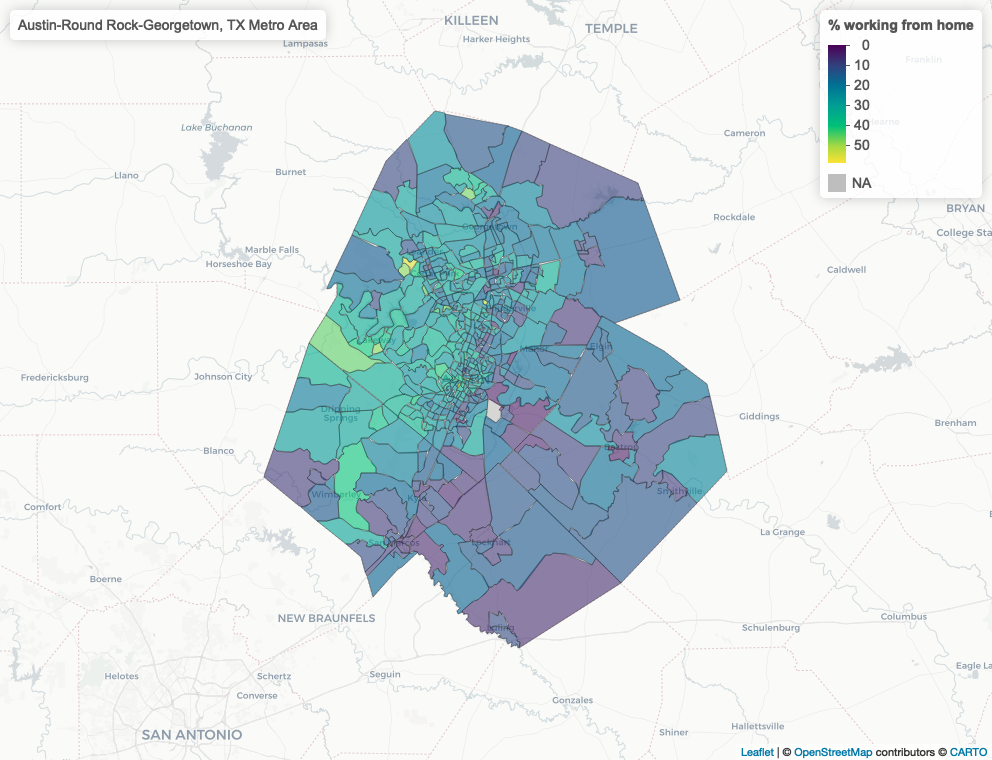 Austin-Round Rock-Georgetown, TX Metro Area
KILLEEN
TEMPLE
Harker Heights
Lampasas
% working from home
0
10
20
30
40
50
NA
Franklin
Cameron
Lake Buchanan
Llano
Burnet
BRYAN
College Sta
Rockdale
Georgetown
Marble Falls
Horseshoe Bay
Caldwell
Pflugerville
Lakeway
Manor
Elgin
Fredericksburg
Johnson City
Dripping
Springs
Giddings
Brenham
Blanco
Bastrop
Smithville
Wimberley
Kyle
Comfort
La Grange
San Marcos
Lockhart
Boerne
NEW BRAUNFELS
Columbus
Luling
Schulenburg
Helotes
Schertz
Seguin
Eagle La
Converse
Gonzales
SAN ANTONIO
Shiner
Hallettsville
Leaflet | © OpenStreetMap contributors © CARTO